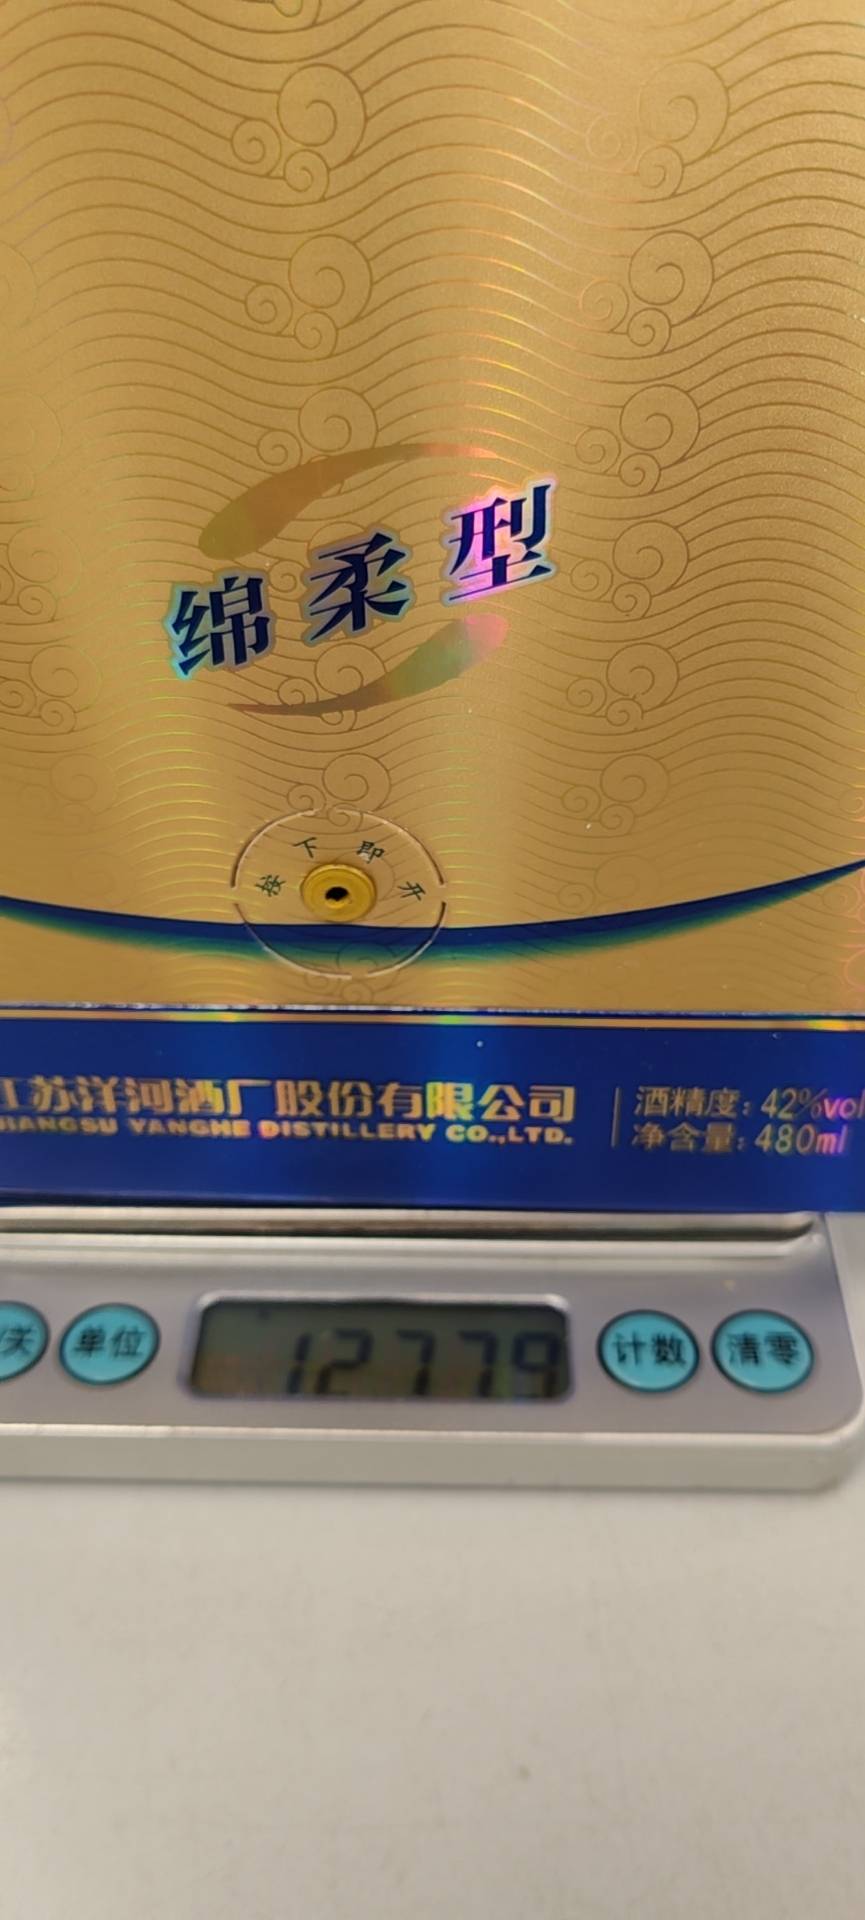 绵柔型
按下即开
江苏洋河酒厂股份有限公司
JIANGSU YANGHE DISTILLERY CO.,LTD.
酒精度: 42%vol
净含量: 480ml
关
单位
12779
计数
清零